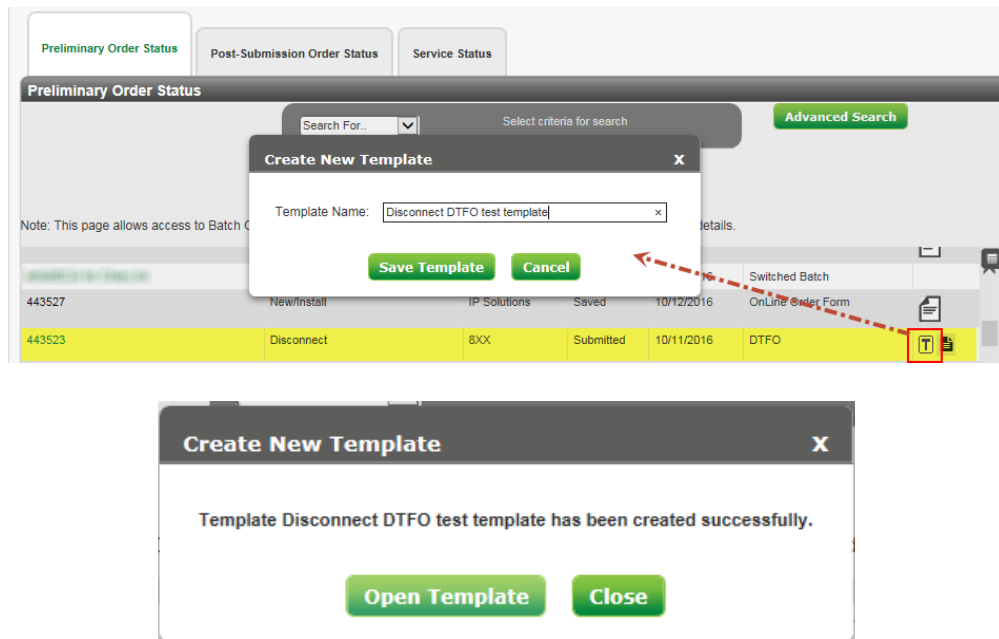 Preliminary Order Status Post-Submission Order Status Service Status
Preliminary Order Status
Search For.. Select criteria for search Advanced Search
Create New Template x
Template Name: Disconnect DTFO test template ×
Note: This page allows access to Batch details.
Save Template Cancel
16 Switched Batch
443527 New/Install IP Solutions Saved 10/12/2016 OnLine Order Form
443523 Disconnect 8XX Submitted 10/11/2016 DTFO T
Create New Template x
Template Disconnect DTFO test template has been created successfully.
Open Template Close